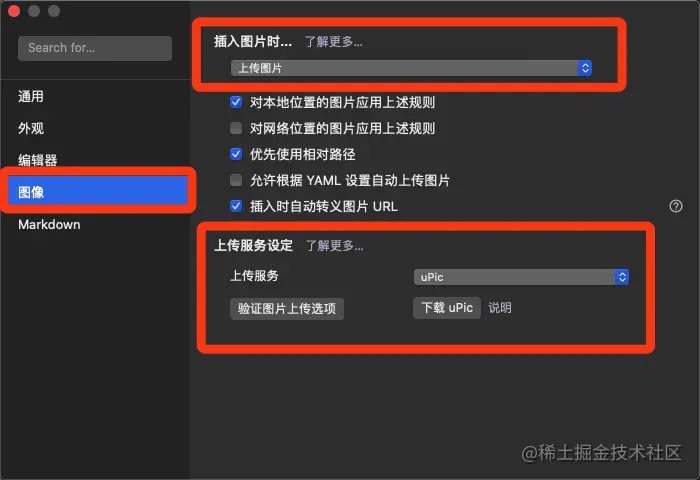 Search for...
通用
外观
编辑器
图像
Markdown
插入图片时... 了解更多...
上传图片
对本地位置的图片应用上述规则
对网络位置的图片应用上述规则
优先使用相对路径
允许根据 YAML 设置自动上传图片
插入时自动转义图片 URL
?
上传服务设定 了解更多...
上传服务 uPic
验证图片上传选项 下载 uPic 说明
@稀土掘金技术社区